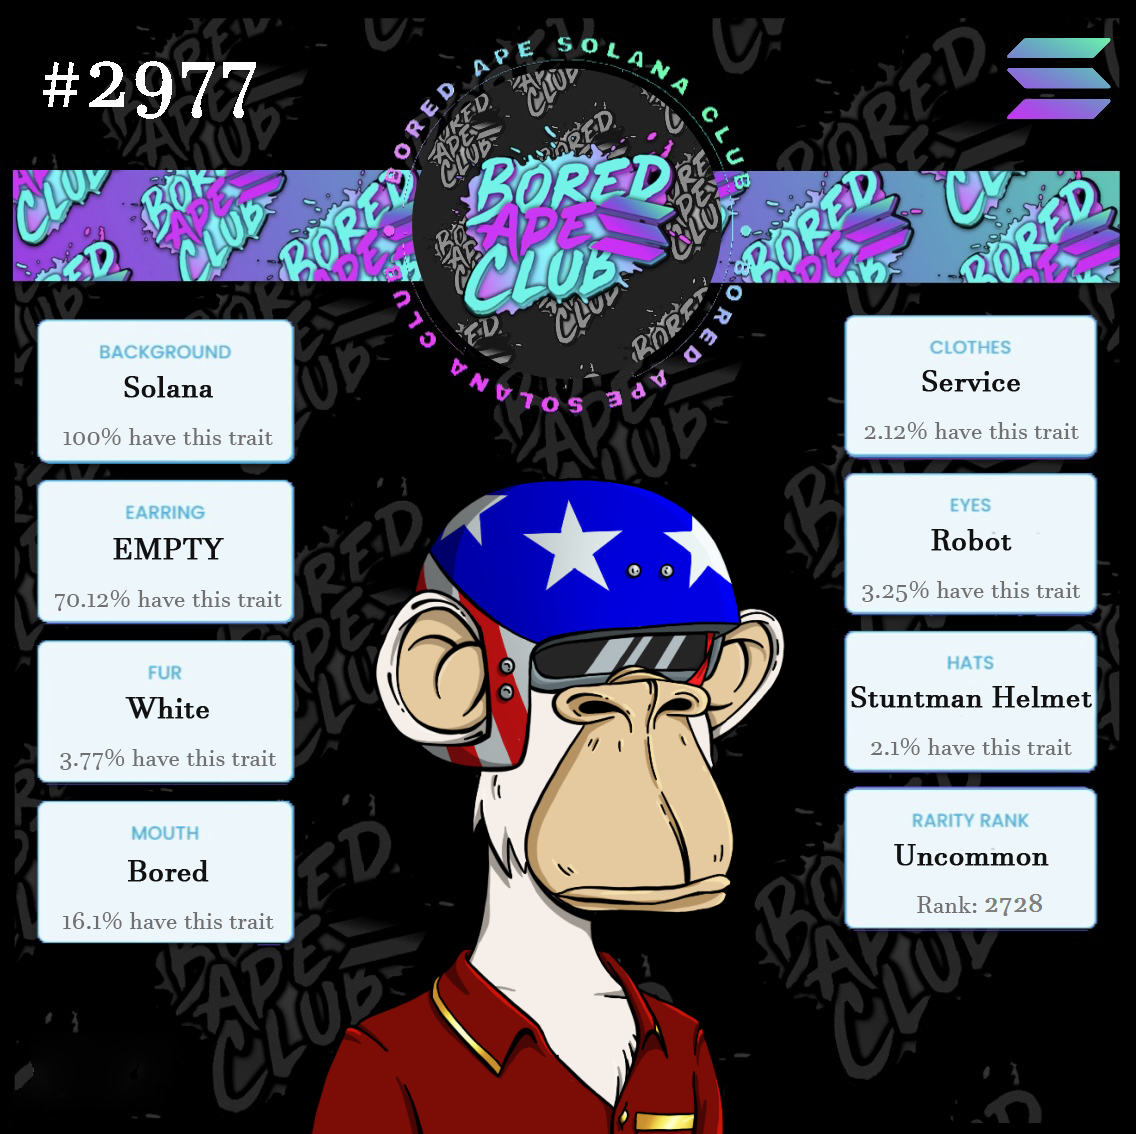 #2977
BORED APE SOLANA CLUB
BORED APE SOLANA CLUB
BORED
APE
CLUB
BACKGROUND
Solana
100% have this trait
EARRING
EMPTY
70.12% have this trait
FUR
White
3.77% have this trait
MOUTH
Bored
16.1% have this trait
CLOTHES
Service
2.12% have this trait
EYES
Robot
3.25% have this trait
HATS
Stuntman Helmet
2.1% have this trait
RARITY RANK
Uncommon
Rank: 2728